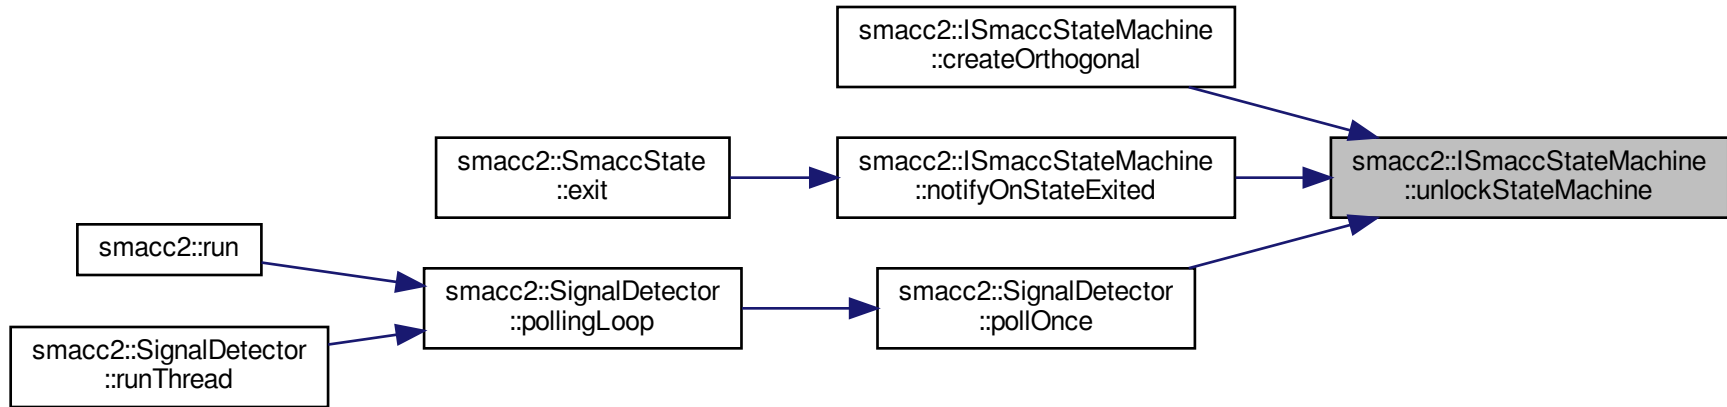 smacc2::ISmaccStateMachine
::createOrthogonal
smacc2::SmaccState
::exit
smacc2::ISmaccStateMachine
::notifyOnStateExited
smacc2::ISmaccStateMachine
::unlockStateMachine
smacc2::run
smacc2::SignalDetector
::pollingLoop
smacc2::SignalDetector
::pollOnce
smacc2::SignalDetector
::runThread